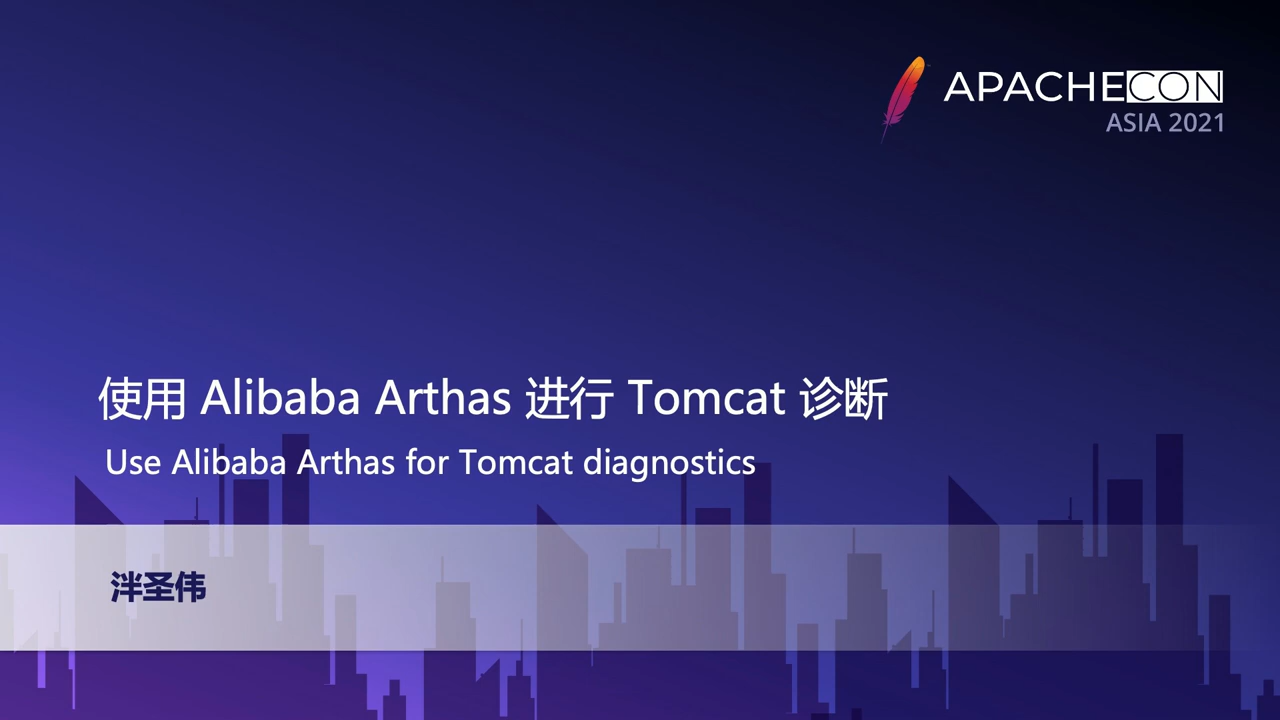 APACHECON
ASIA 2021
使用 Alibaba Arthas 进行 Tomcat 诊断
Use Alibaba Arthas for Tomcat diagnostics
泮圣伟